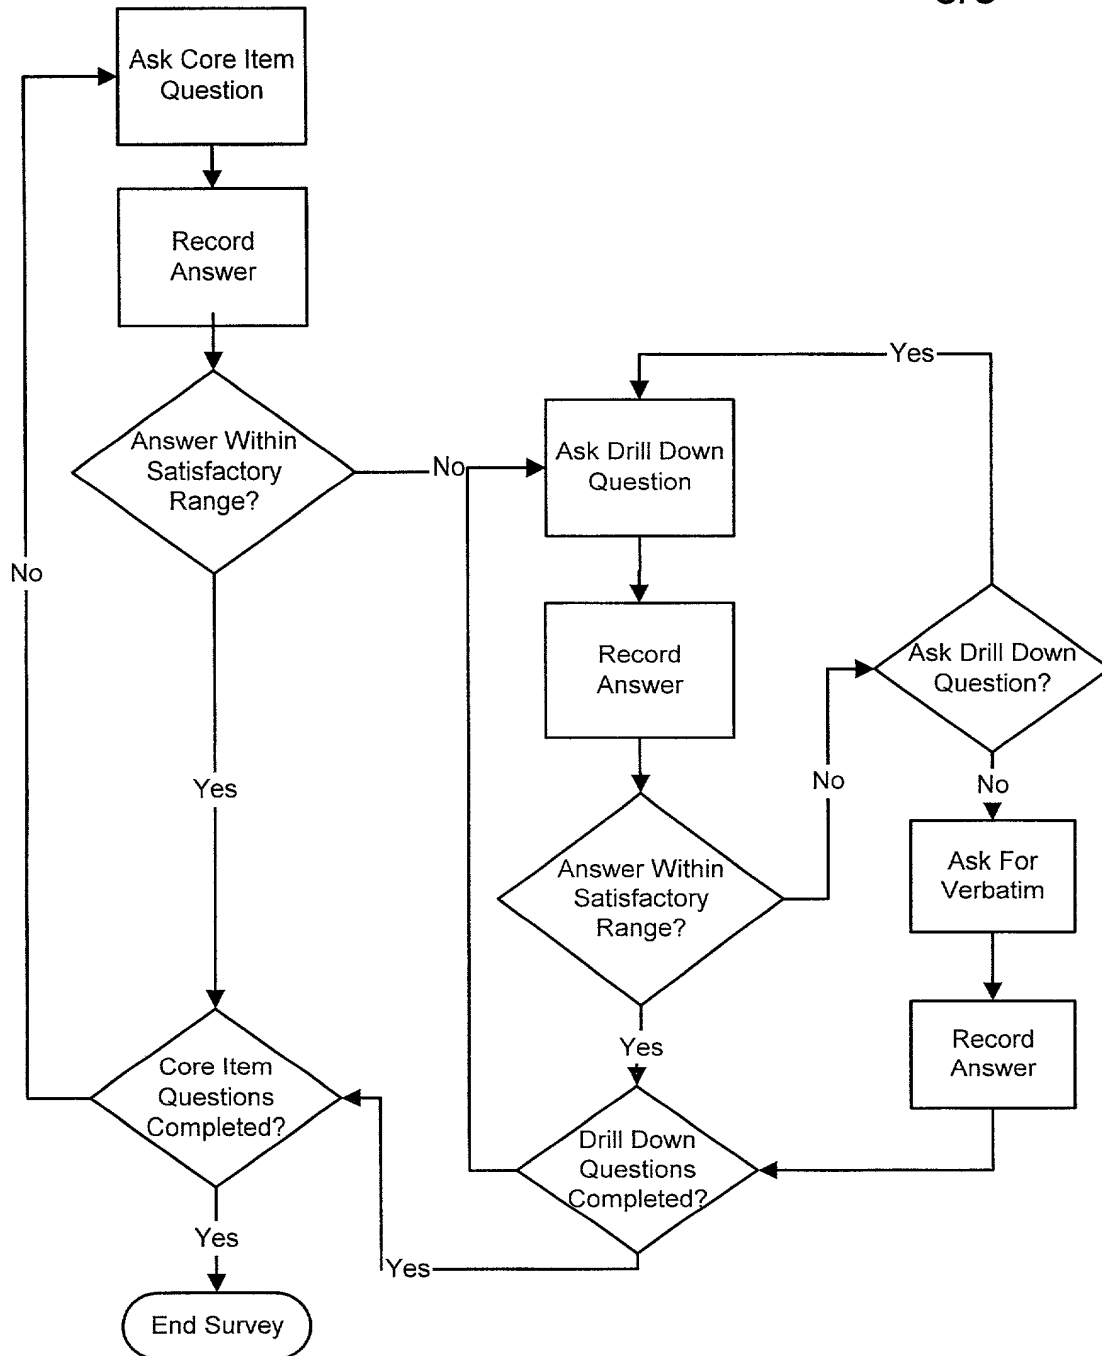 Ask Core Item
Question
Record
Answer
Answer Within
Satisfactory
Range?
No
Yes
No
Yes
Ask Drill Down
Question
Record
Answer
Answer Within
Satisfactory
Range?
No
Yes
Ask Drill Down
Question?
No
Ask For
Verbatim
Record
Answer
Drill Down
Questions
Completed?
Yes
Core Item
Questions
Completed?
Yes
End Survey